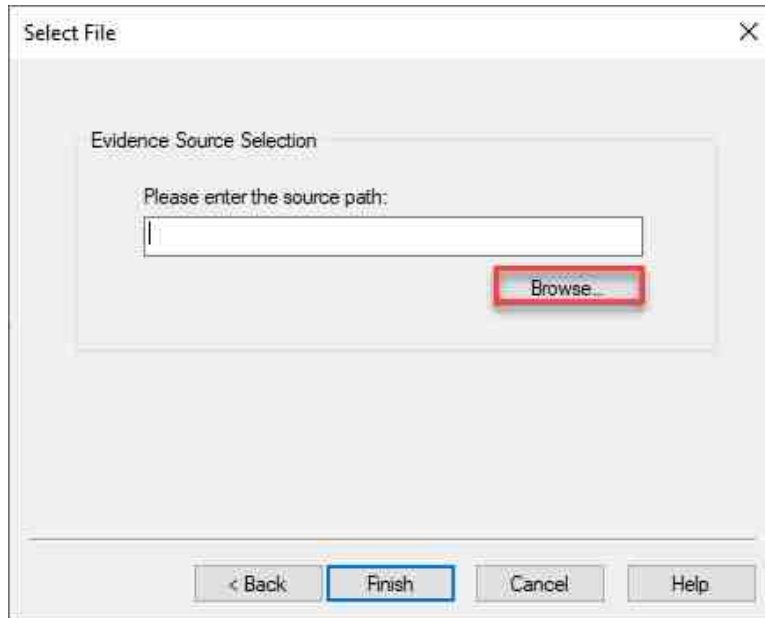 Select File
Evidence Source Selection
Please enter the source path:
Browse...
< Back Finish Cancel Help